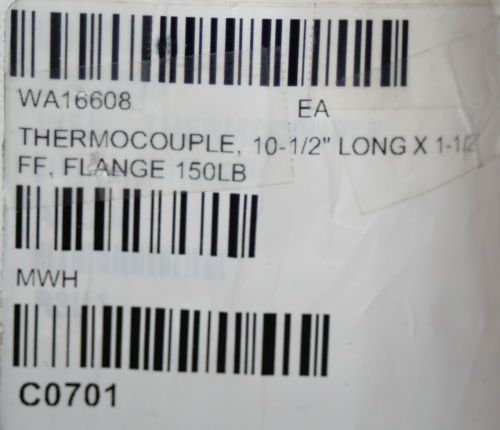 WA16608 EA
THERMOCOUPLE, 10-1/2" LONG X 1-1/2"
FF, FLANGE 150LB
MWH
C0701